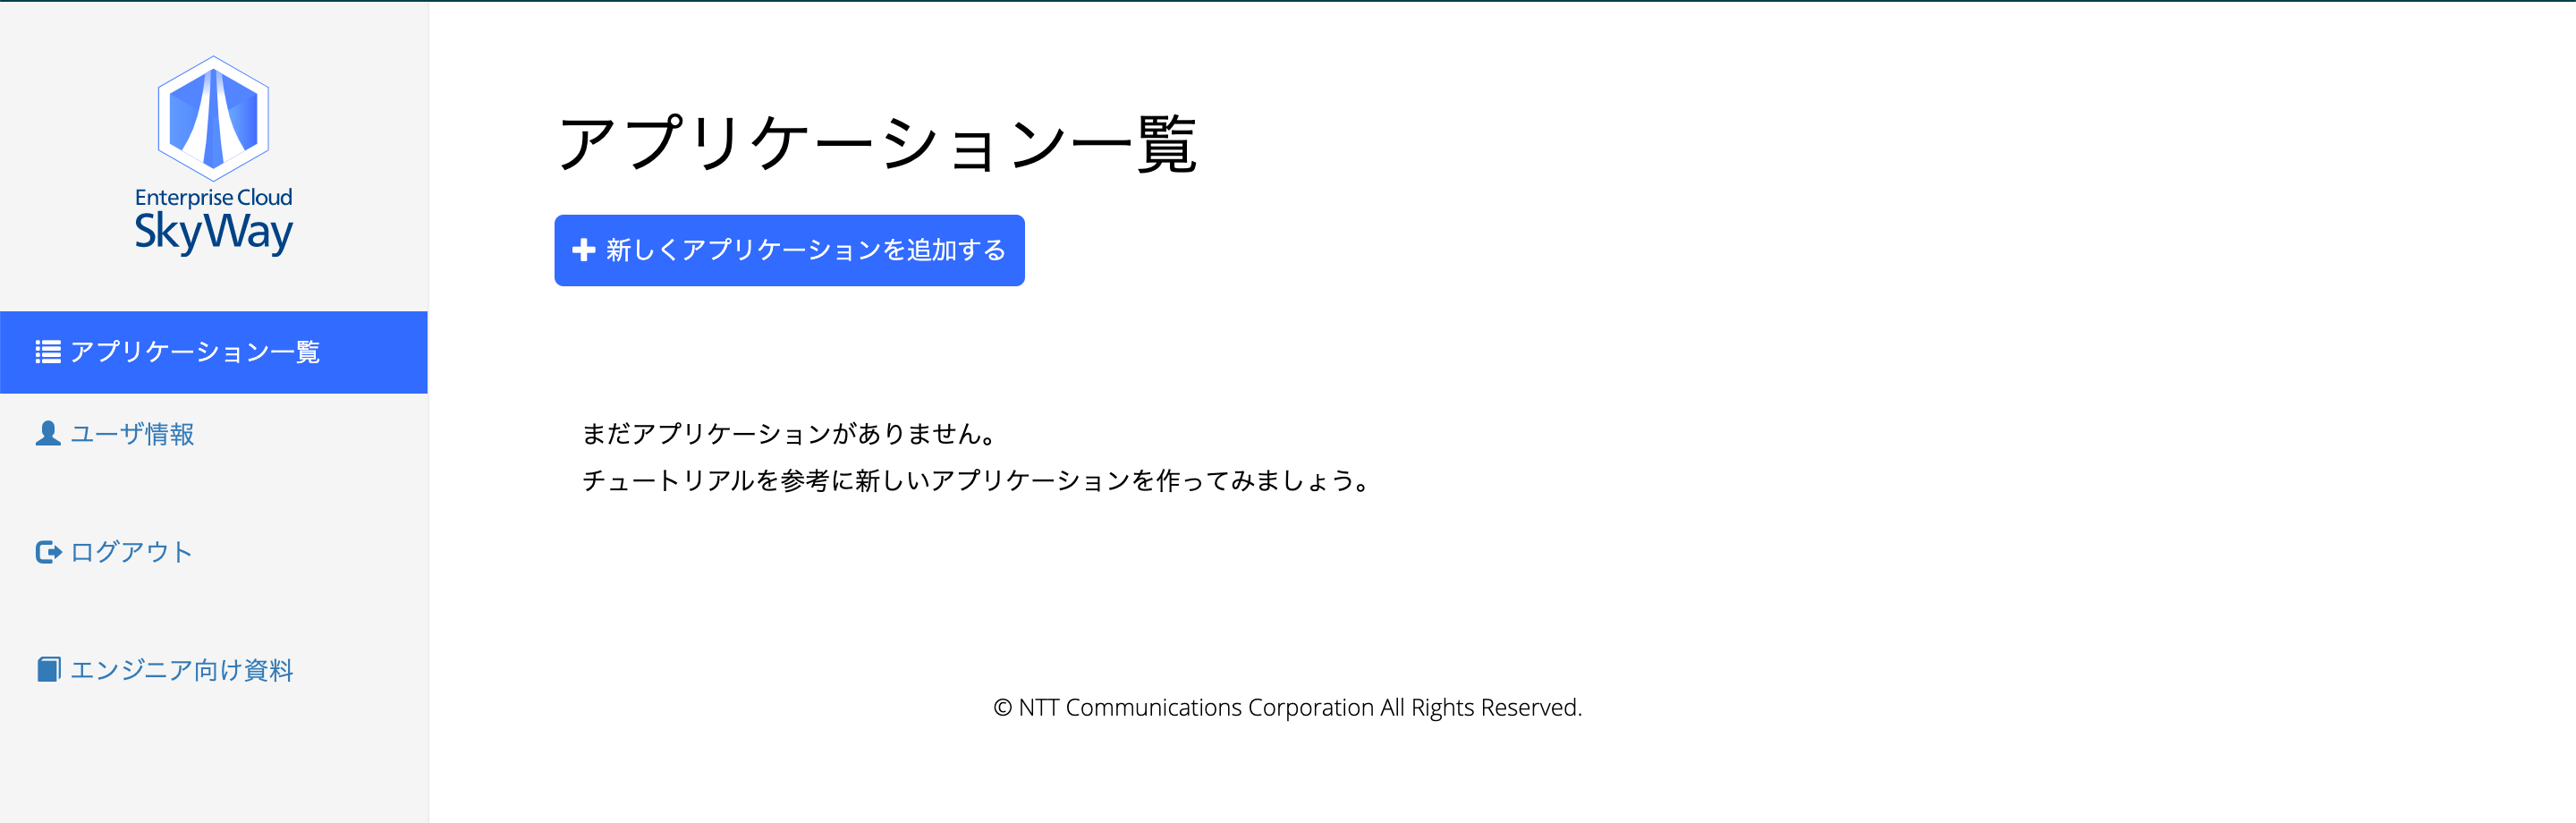 Enterprise Cloud
SkyWay
アプリケーション一覧
ユーザ情報
ログアウト
エンジニア向け資料
アプリケーション一覧
新しくアプリケーションを追加する
まだアプリケーションがありません。
チュートリアルを参考に新しいアプリケーションを作ってみましょう。
© NTT Communications Corporation All Rights Reserved.